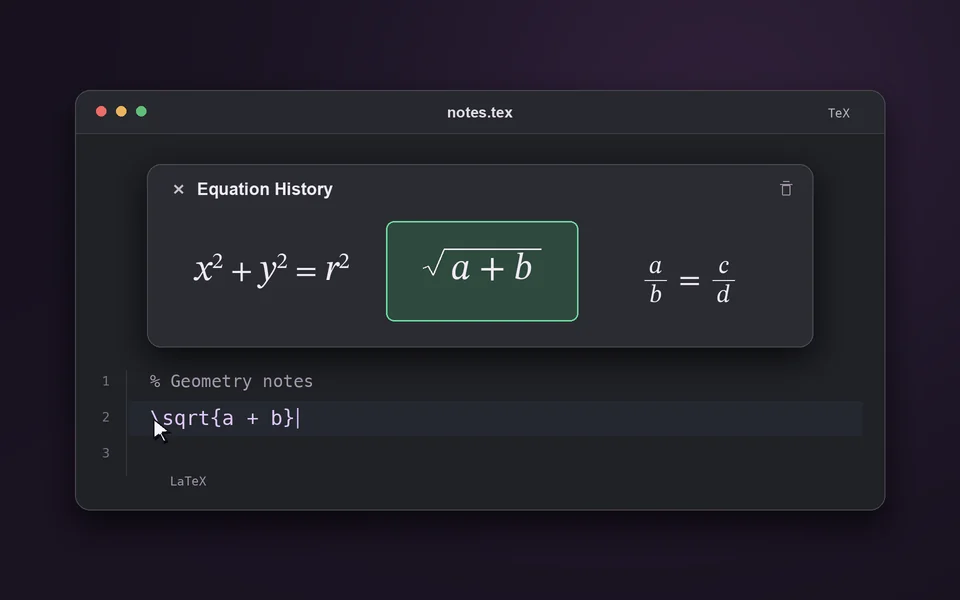 notes.tex TeX
× Equation History
x² + y² = r² √(a + b) a/b = c/d
1 % Geometry notes
2 \sqrt{a + b}
3
LaTeX